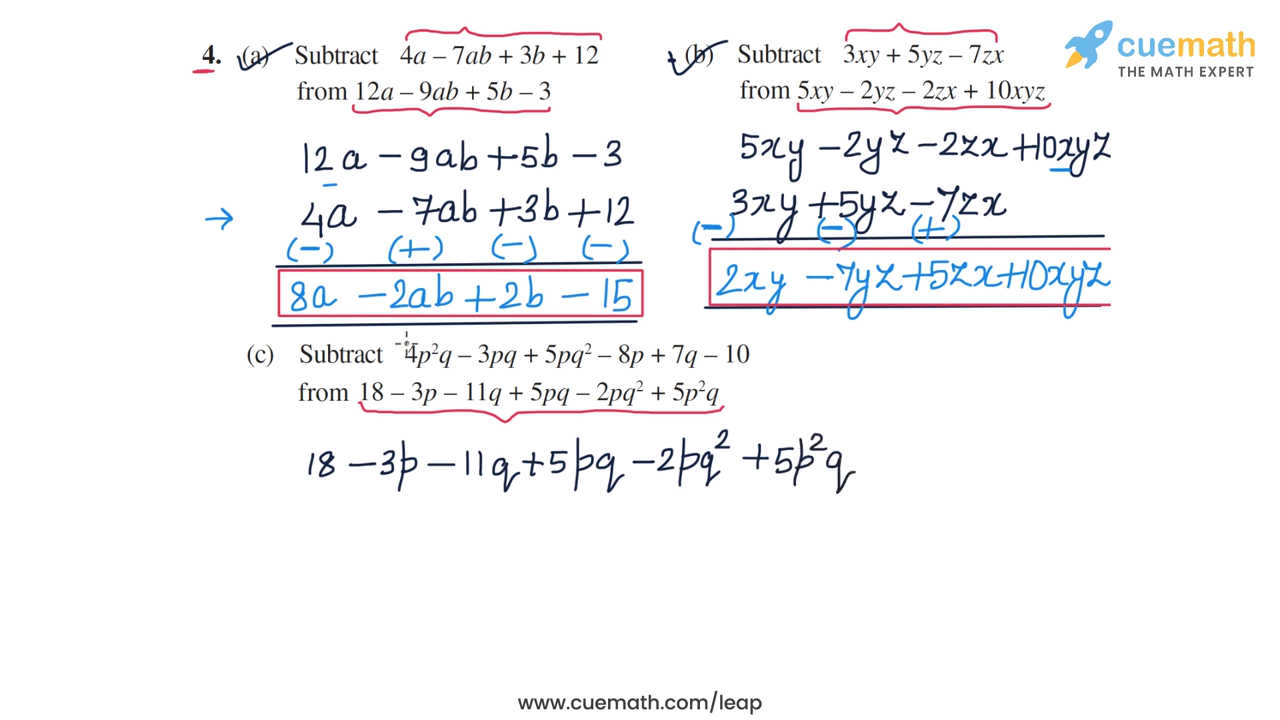 4. (a) Subtract 4a – 7ab + 3b + 12
from 12a – 9ab + 5b – 3
12a – 9ab + 5b – 3
→ 4a – 7ab + 3b + 12
(–) (+) (–) (–)
8a – 2ab + 2b – 15
(b) Subtract 3xy + 5yz – 7zx
from 5xy – 2yz – 2zx + 10xyz
5xy – 2yz – 2zx + 10xyz
3xy + 5yz – 7zx
(–) (–) (+)
2xy – 7yz + 5zx + 10xyz
cuemath
THE MATH EXPERT
(c) Subtract 4p²q – 3pq + 5pq² – 8p + 7q – 10
from 18 – 3p – 11q + 5pq – 2pq² + 5p²q
18 – 3p – 11q + 5pq – 2pq² + 5p²q
www.cuemath.com/leap